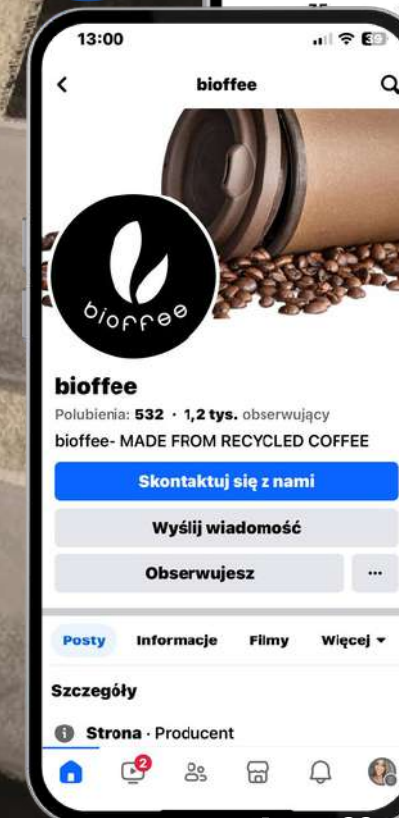 13:00
39
bioffee
bioffee
bioffee
Polubienia: 532 · 1,2 tys. obserwujący
bioffee- MADE FROM RECYCLED COFFEE
Skontaktuj się z nami
Wyślij wiadomość
Obserwujesz
...
Posty Informacje Filmy Więcej
Szczegóły
Strona · Producent
2